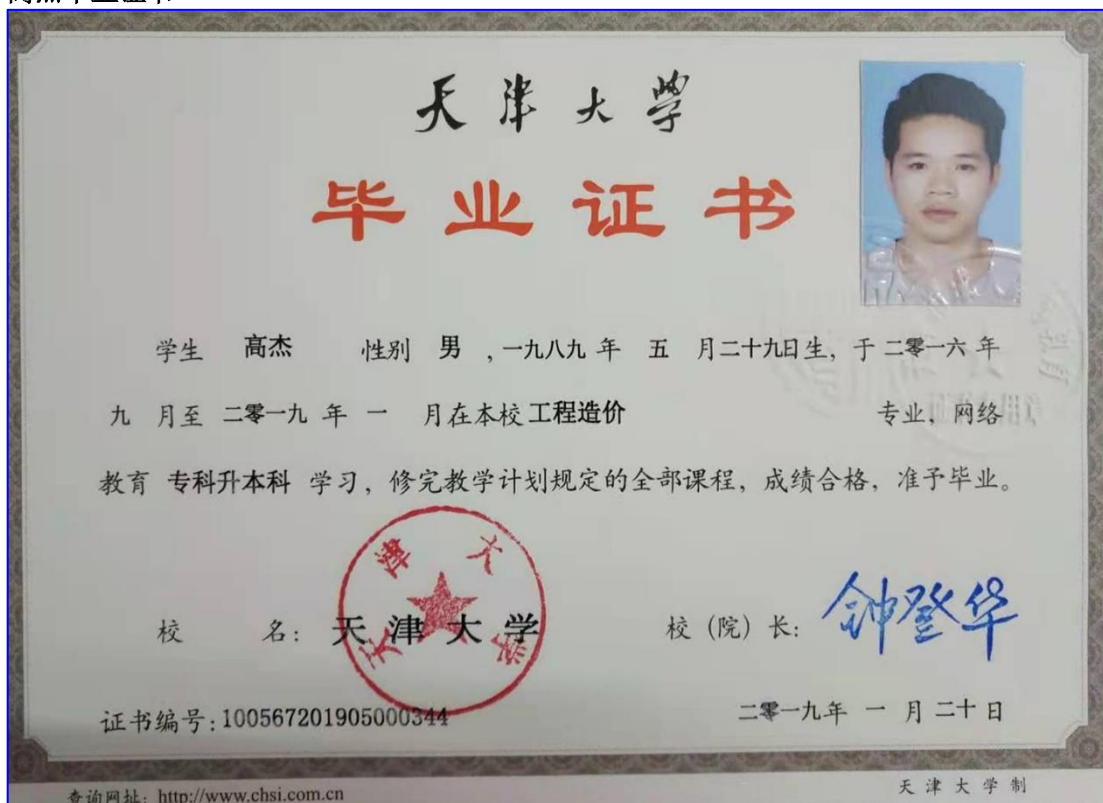 天津大学
毕业证书
学生 高杰 性别 男 ，一九八九 年 五 月二十九日生，于 二零一六 年
九 月至 二零一九 年 一 月在本校 工程造价 专业，网络
教育 专科升本科 学习，修完教学计划规定的全部课程，成绩合格，准予毕业。
天津大学
校 名：天津大学
校（院）长：钟登华
证书编号：100567201905000344
二零一九年 一 月 二十 日
查询网址：http://www.chsi.com.cn
天津大学制